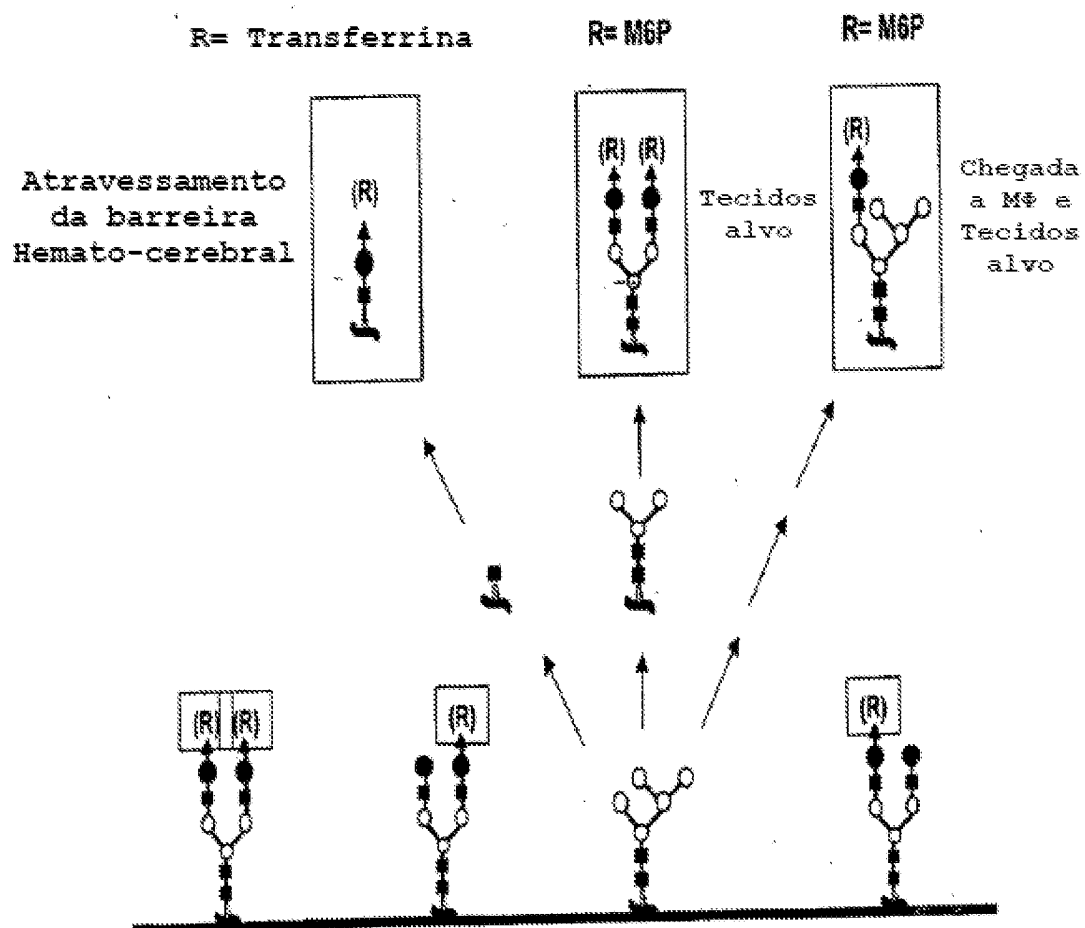 R= Transferrina
R= M6P
R= M6P
Atravessamento
da barreira
Hemato-cerebral
(R)
(R) (R)
Tecidos
alvo
(R)
Chegada
a MΦ e
Tecidos
alvo
(R) (R)
(R)
(R)